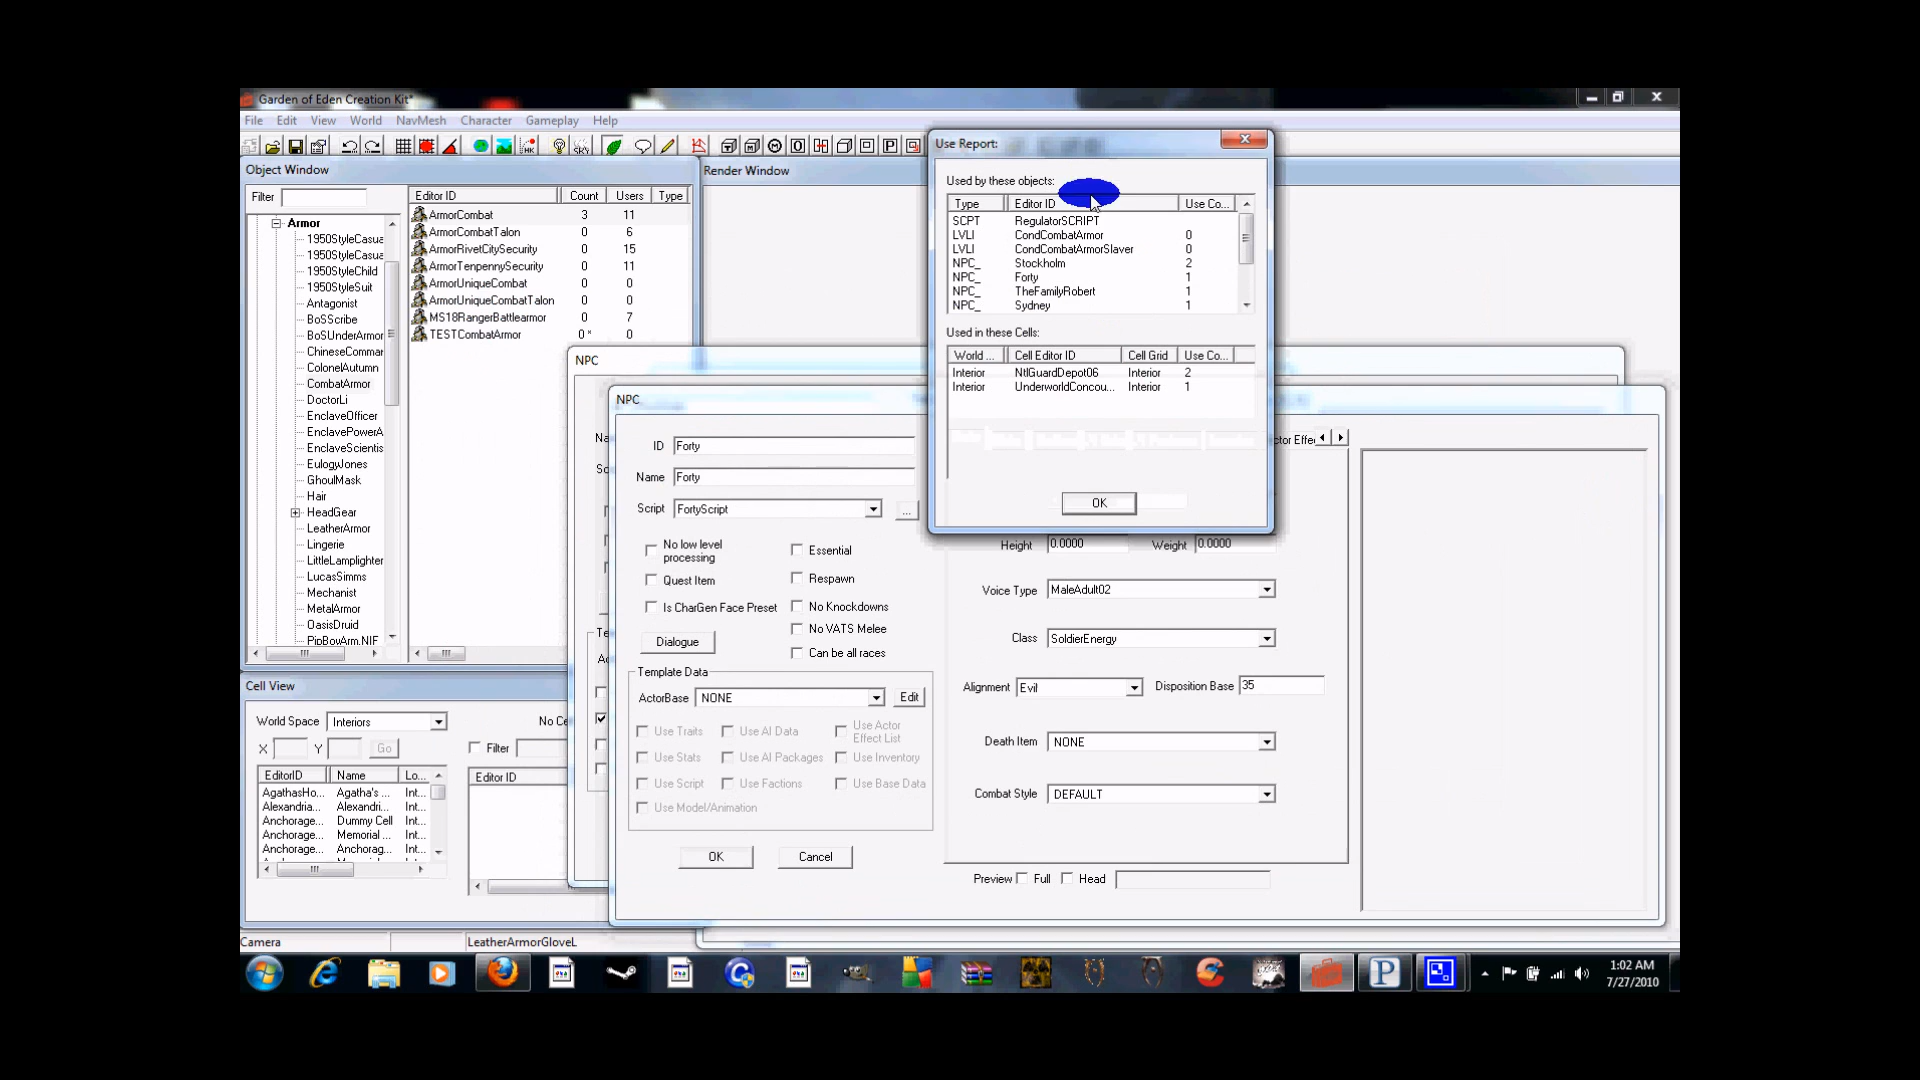 Garden of Eden Creation Kit*
File Edit View World NavMesh Character Gameplay Help
Object Window
Render Window
Filter
Armor
1950StyleCasua
1950StyleCasua
1950StyleChild
1950StyleSuit
Antagonist
BoSScribe
BoSUnderArmor
ChineseComman
ColonelAutumn
CombatArmor
DoctorLi
EnclaveOfficer
EnclavePowerA
EnclaveScientis
EulogyJones
GhoulMask
Hair
HeadGear
LeatherArmor
Lingerie
LittleLamplighter
LucasSimms
Mechanist
MetalArmor
OasisDruid
PipBoyArm.NIF
Editor ID Count Users Type
ArmorCombat 3 11
ArmorCombatTalon 0 6
ArmorRivetCitySecurity 0 15
ArmorTenpennySecurity 0 11
ArmorUniqueCombat 0 0
ArmorUniqueCombatTalon 0 0
MS18RangerBattlearmor 0 7
TESTCombatArmor 0 * 0
Use Report:
Used by these objects:
Type Editor ID Use Co...
SCPT RegulatorSCRIPT
LVLI CondCombatArmor 0
LVLI CondCombatArmorSlaver 0
NPC_ Stockholm 2
NPC_ Forty 1
NPC_ TheFamilyRobert 1
NPC_ Sydney 1
Used in these Cells:
World ... Cell Editor ID Cell Grid Use Co...
Interior NtlGuardDepot06 Interior 2
Interior UnderworldConcou... Interior 1
OK
NPC
Na
Sc
Te
Ac
NPC
ID Forty
Name Forty
Script FortyScript ...
No low level processing
Essential
Quest Item
Respawn
Is CharGen Face Preset
No Knockdowns
No VATS Melee
Dialogue
Can be all races
Template Data
ActorBase NONE Edit
Use Traits Use AI Data Use Actor Effect List
Use Stats Use AI Packages Use Inventory
Use Script Use Factions Use Base Data
Use Model/Animation
OK Cancel
ctor Effe
Height 0.0000 Weight 0.0000
Voice Type MaleAdult02
Class SoldierEnergy
Alignment Evil Disposition Base 35
Death Item NONE
Combat Style DEFAULT
Preview Full Head
Cell View
World Space Interiors No Ce
X Y Go Filter
EditorID Name Lo... Editor ID
AgathasHo... Agatha's ... Int...
Alexandria... Alexandri... Int...
Anchorage... Dummy Cell Int...
Anchorage... Memorial ... Int...
Anchorage... Anchorag... Int...
Camera LeatherArmorGloveL
1:02 AM
7/27/2010